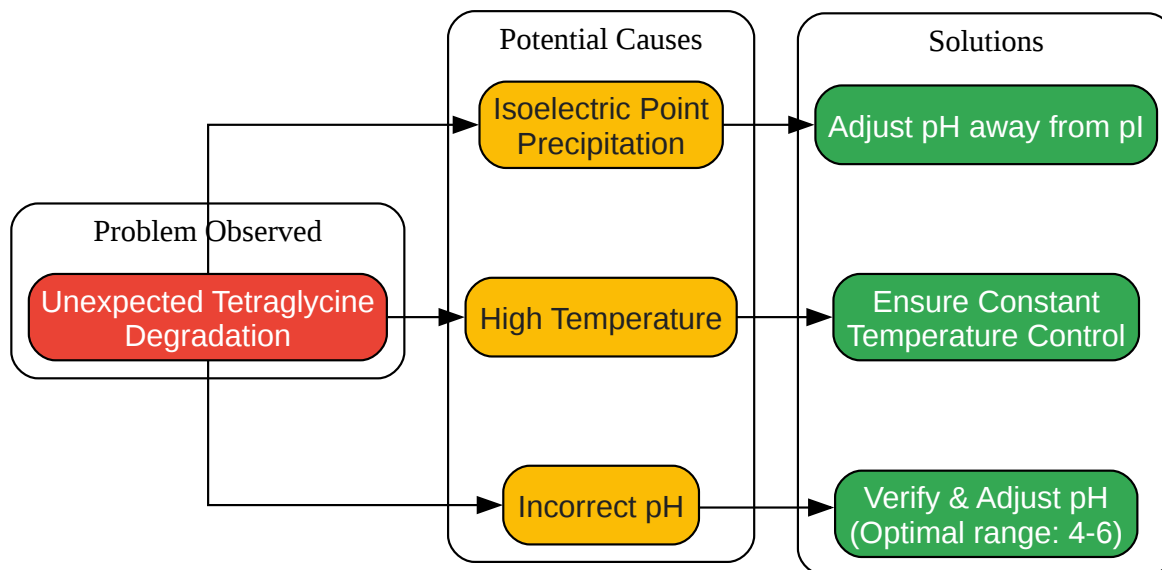 Potential Causes
Solutions
Isoelectric Point
Precipitation
Adjust pH away from pI
Problem Observed
Unexpected Tetraglycine
Degradation
High Temperature
Ensure Constant
Temperature Control
Incorrect pH
Verify & Adjust pH
(Optimal range: 4-6)